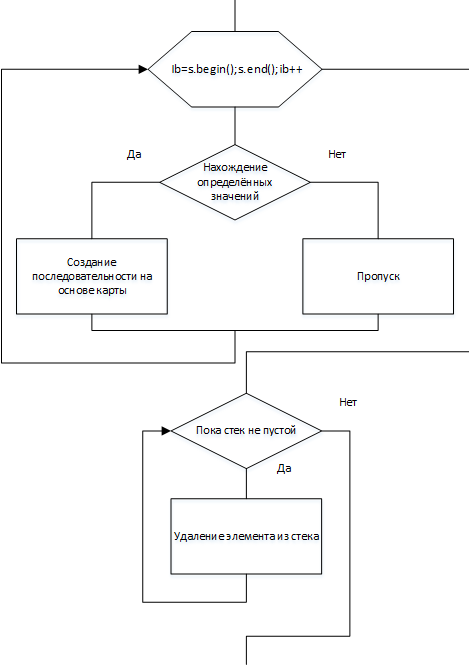 Ib=s.begin();s.end();ib++
Да
Нет
Нахождение
определённых
значений
Создание
последовательности на
основе карты
Пропуск
Нет
Пока стек не пустой
Да
Удаление элемента из стека